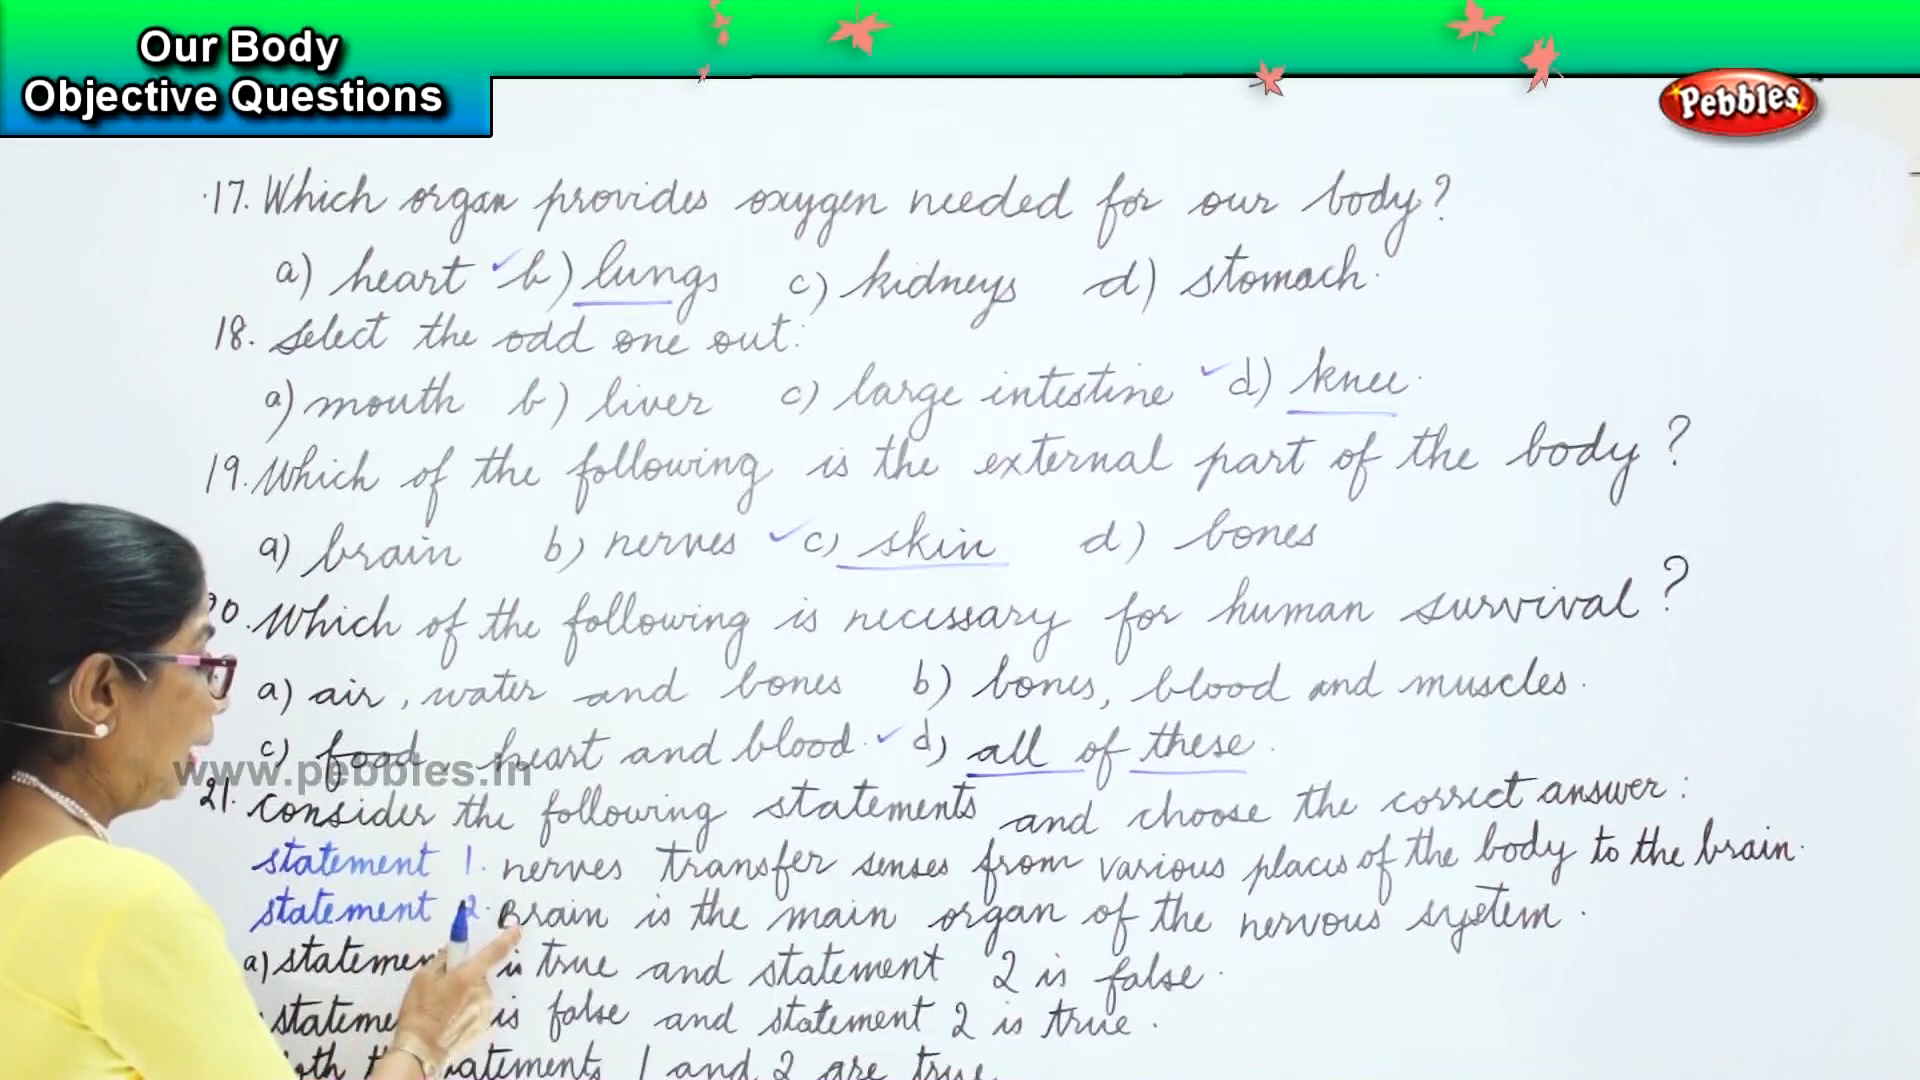 Our Body
Objective Questions
Pebbles
17. Which organ provides oxygen needed for our body?
a) heart b) lungs c) kidneys d) stomach.
18. select the odd one out:
a) mouth b) liver c) large intestine d) knee.
19. Which of the following is the external part of the body?
a) brain b) nerves c) skin d) bones
20. Which of the following is necessary for human survival?
a) air, water and bones b) bones, blood and muscles.
c) food heart and blood. d) all of these.
www.pebbles.in
21. consider the following statements and choose the correct answer:
statement 1. nerves transfer senses from various places of the body to the brain.
statement 2. Brain is the main organ of the nervous system.
a) statement is true and statement 2 is false.
is false and statement 2 is true.
1 and 2 are true.